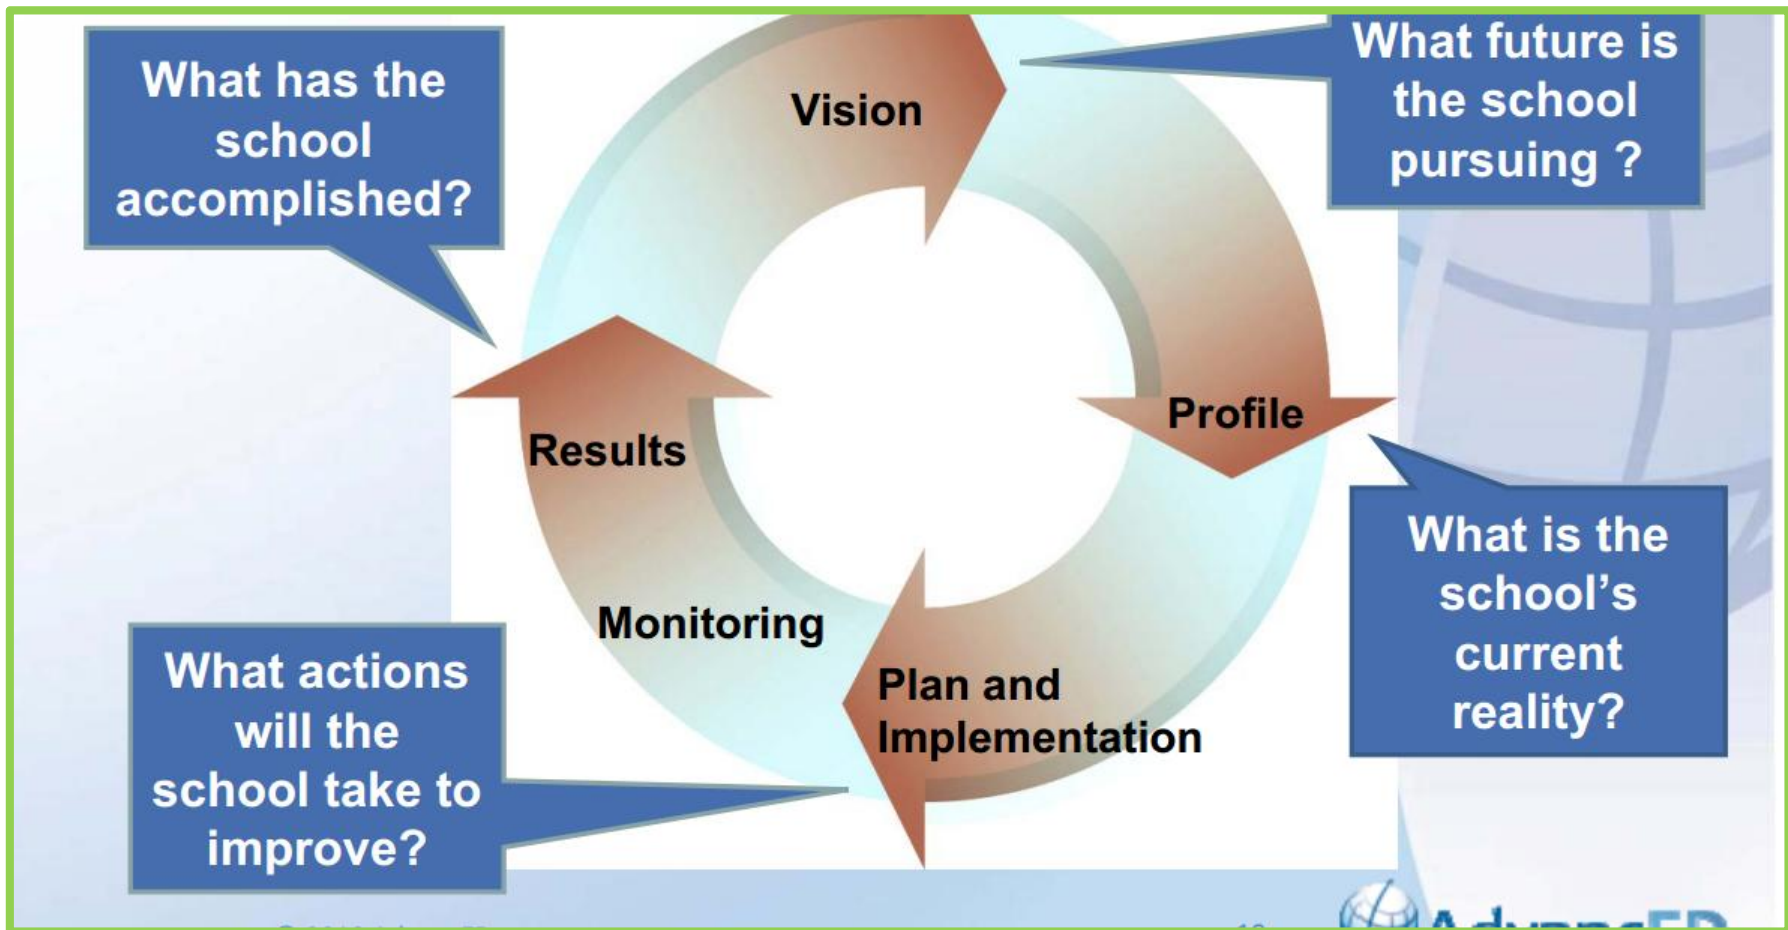 What has the
school
accomplished?
Vision
What future is
the school
pursuing ?
Profile
What is the
school’s
current
reality?
Results
Monitoring
Plan and
Implementation
What actions
will the
school take to
improve?
AdvancED